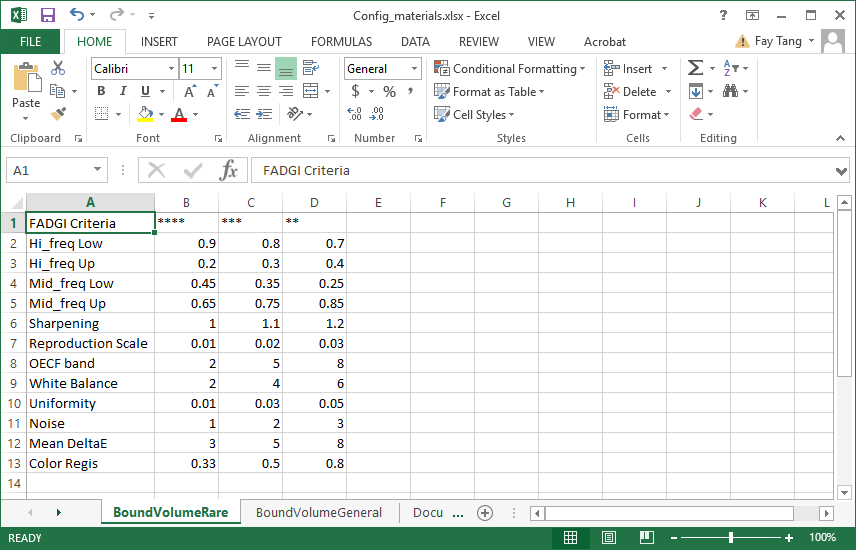 Config_materials.xlsx - Excel
?
FILE HOME INSERT PAGE LAYOUT FORMULAS DATA REVIEW VIEW Acrobat Fay Tang
Paste
Calibri 11
B I U A A
A
General
$ % ,
.00 .00
Conditional Formatting
Format as Table
Cell Styles
Insert
Delete
Format
Clipboard Font Alignment Number Styles Cells Editing
A1 fx FADGI Criteria
A B C D E F G H I J K L
1 FADGI Criteria **** *** **
2 Hi_freq Low 0.9 0.8 0.7
3 Hi_freq Up 0.2 0.3 0.4
4 Mid_freq Low 0.45 0.35 0.25
5 Mid_freq Up 0.65 0.75 0.85
6 Sharpening 1 1.1 1.2
7 Reproduction Scale 0.01 0.02 0.03
8 OECF band 2 5 8
9 White Balance 2 4 6
10 Uniformity 0.01 0.03 0.05
11 Noise 1 2 3
12 Mean DeltaE 3 5 8
13 Color Regis 0.33 0.5 0.8
14
BoundVolumeRare BoundVolumeGeneral Docu ...
READY 100%